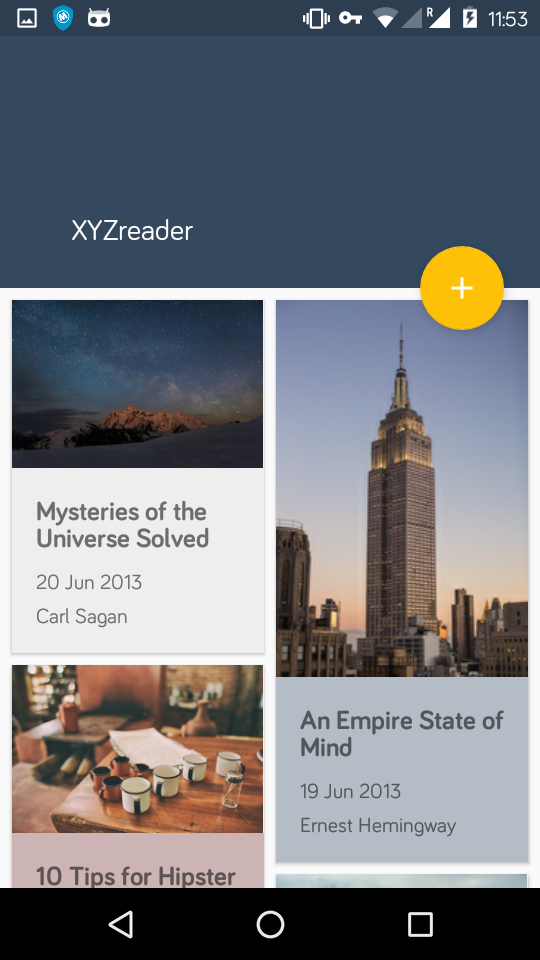 R
11:53
XYZreader
Mysteries of the
Universe Solved
20 Jun 2013
Carl Sagan
An Empire State of
Mind
19 Jun 2013
Ernest Hemingway
10 Tips for Hipster